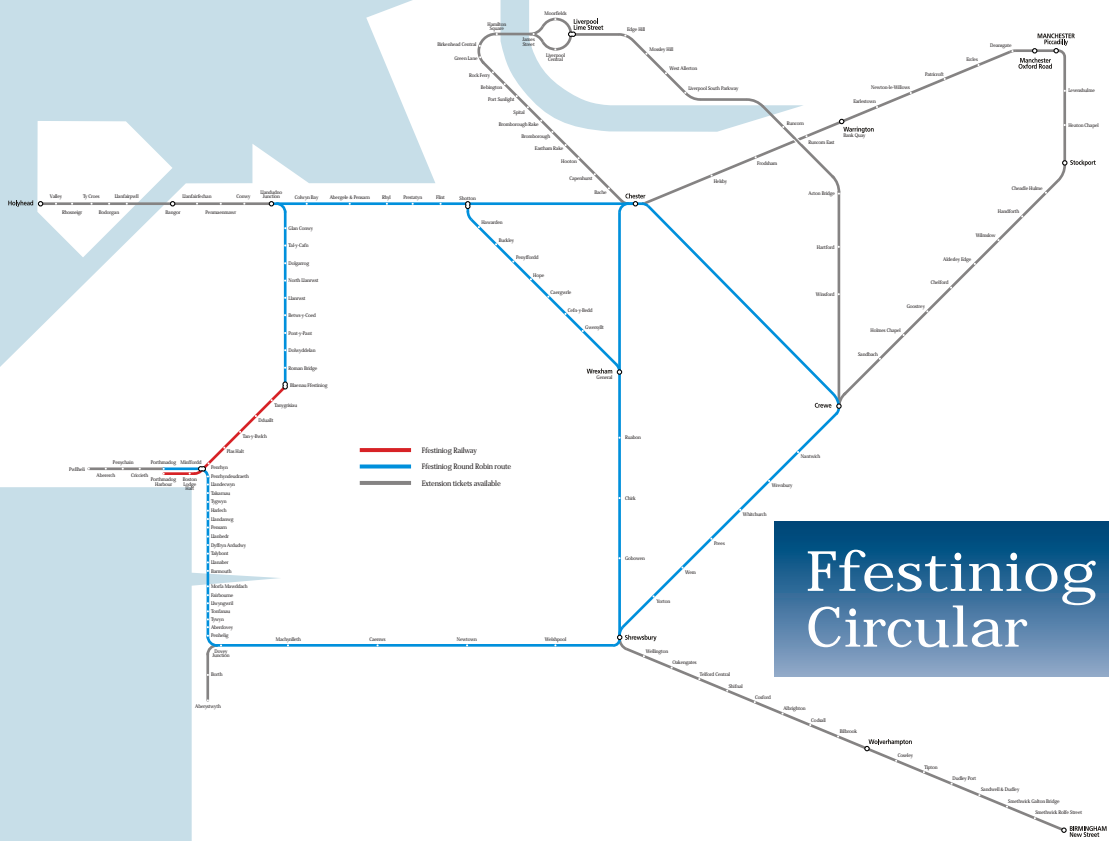 Moorfields
Hamilton
Square
Liverpool
Lime Street
James
Street
Liverpool
Central
Edge Hill
Birkenhead Central
Green Lane
Mossley Hill
Rock Ferry
West Allerton
Bebington
Liverpool South Parkway
Port Sunlight
Spital
Bromborough Rake
Bromborough
Eastham Rake
Hooton
Capenhurst
Bache
Runcorn
Runcorn East
Frodsham
Helsby
Warrington
Bank Quay
Earlestown
Newton-le-Willows
Patricroft
Eccles
Deansgate
MANCHESTER
Piccadilly
Manchester
Oxford Road
Levenshulme
Heaton Chapel
Stockport
Cheadle Hulme
Handforth
Wilmslow
Alderley Edge
Chelford
Goostrey
Holmes Chapel
Sandbach
Acton Bridge
Hartford
Winsford
Crewe
Holyhead
Valley
Rhosneigr
Ty Croes
Bodorgan
Llanfairpwll
Bangor
Llanfairfechan
Penmaenmawr
Conwy
Llandudno
Junction
Colwyn Bay
Abergele & Pensarn
Rhyl
Prestatyn
Flint
Shotton
Chester
Hawarden
Buckley
Penyffordd
Hope
Caergwrle
Cefn-y-Bedd
Gwersyllt
Wrexham
General
Glan Conwy
Tal-y-Cafn
Dolgarrog
North Llanrwst
Llanrwst
Betws-y-Coed
Pont-y-Pant
Dolwyddelan
Roman Bridge
Blaenau Ffestiniog
Tanygrisiau
Dduallt
Tan-y-Bwlch
Plas Halt
Pwllheli
Penychain
Abererch
Criccieth
Porthmadog
Minffordd
Porthmadog
Harbour
Boston
Lodge
Halt
Penrhyn
Penrhyndeudraeth
Llandecwyn
Talsarnau
Tygwyn
Harlech
Llandanwg
Pensarn
Llanbedr
Dyffryn Ardudwy
Talybont
Llanaber
Barmouth
Morfa Mawddach
Fairbourne
Llwyngwril
Tonfanau
Tywyn
Aberdovey
Penhelig
Dovey
Junction
Borth
Aberystwyth
Machynlleth
Caersws
Newtown
Welshpool
Ffestiniog Railway
Ffestiniog Round Robin route
Extension tickets available
Ruabon
Chirk
Gobowen
Shrewsbury
Nantwich
Wrenbury
Whitchurch
Prees
Wem
Yorton
Ffestiniog
Circular
Wellington
Oakengates
Telford Central
Shifnal
Cosford
Albrighton
Codsall
Bilbrook
Wolverhampton
Coseley
Tipton
Dudley Port
Sandwell & Dudley
Smethwick Galton Bridge
Smethwick Rolfe Street
BIRMINGHAM
New Street